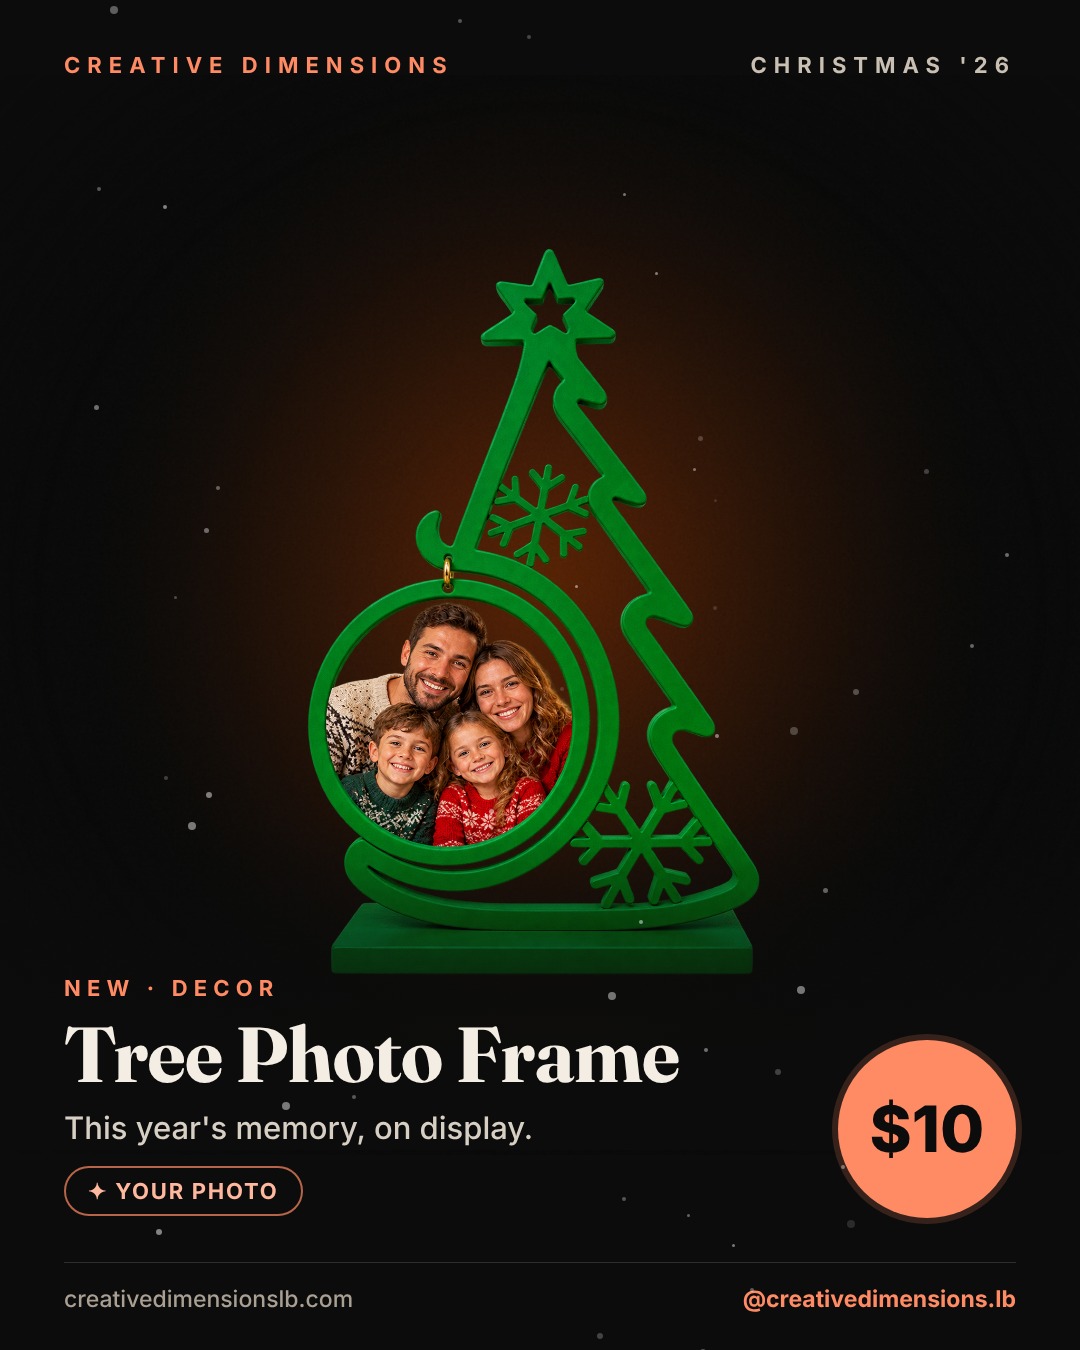 CREATIVE DIMENSIONS
CHRISTMAS '26
NEW · DECOR
Tree Photo Frame
This year's memory, on display.
✦ YOUR PHOTO
$10
creativedimensionslb.com
@creativedimensions.lb